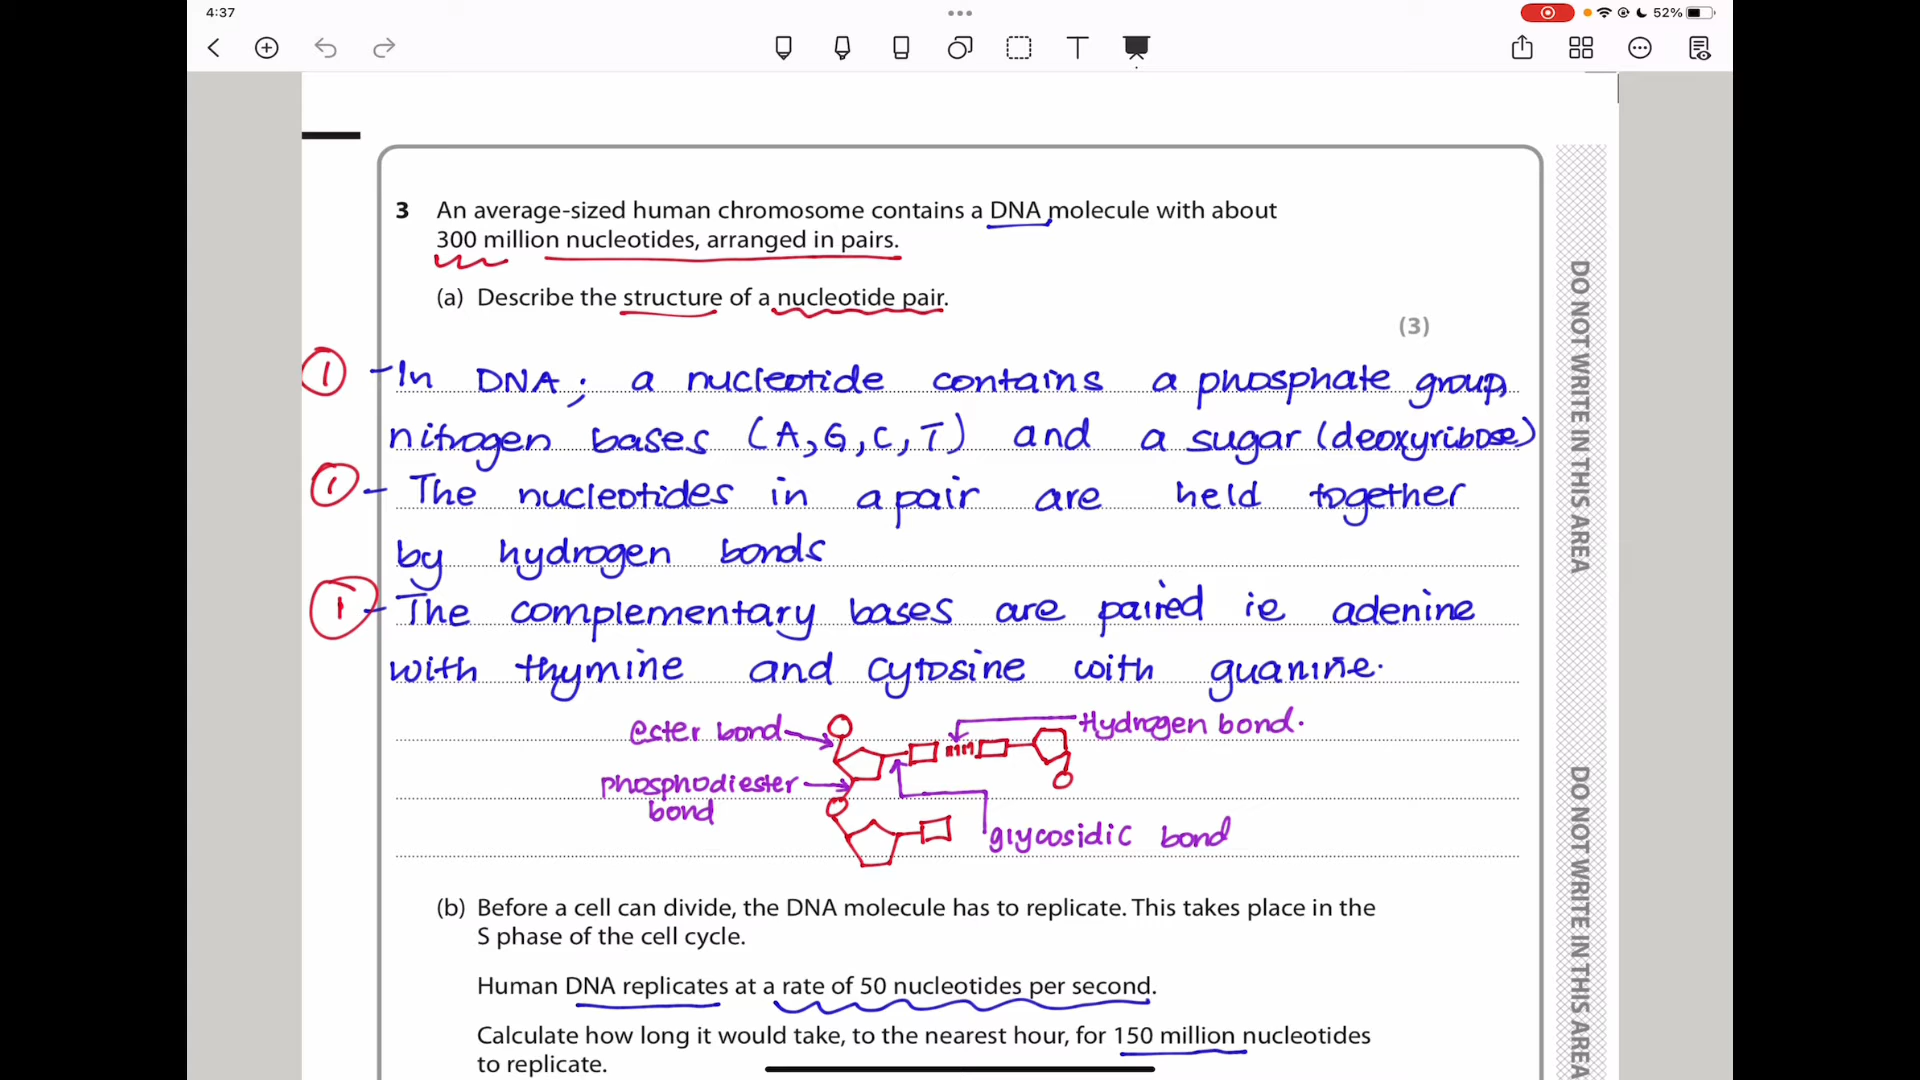 4:37
52%
3 An average-sized human chromosome contains a DNA molecule with about
300 million nucleotides, arranged in pairs.
(a) Describe the structure of a nucleotide pair.
(3)
① - In DNA; a nucleotide contains a phosphate group,
nitrogen bases (A, G, C, T) and a sugar (deoxyribose)
① - The nucleotides in a pair are held together
by hydrogen bonds
① - The complementary bases are paired ie adenine
with thymine and cytosine with guanine.
ester bond
Hydrogen bond.
phosphodiester
bond
glycosidic bond
(b) Before a cell can divide, the DNA molecule has to replicate. This takes place in the
S phase of the cell cycle.
Human DNA replicates at a rate of 50 nucleotides per second.
Calculate how long it would take, to the nearest hour, for 150 million nucleotides
to replicate.
DO NOT WRITE IN THIS AREA
DO NOT WRITE IN THIS AREA